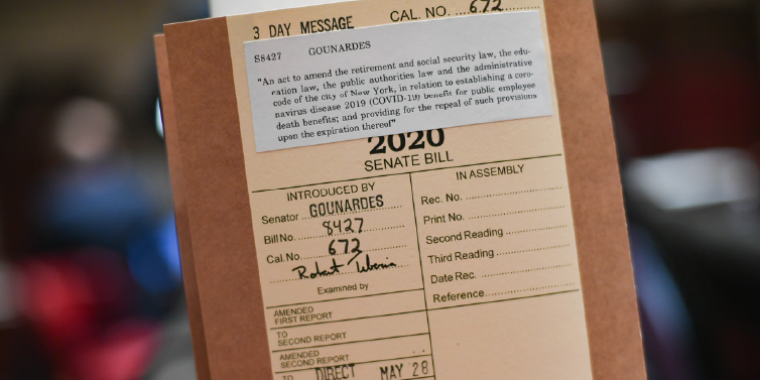 3 DAY MESSAGE CAL. NO. ....672
S8427 GOUNARDES
"An act to amend the retirement and social security law, the edu-
cation law, the public authorities law and the administrative
code of the city of New York, in relation to establishing a coro-
navirus disease 2019 (COVID-19) benefit for public employee
death benefits; and providing for the repeal of such provisions
upon the expiration thereof"
2020
SENATE BILL
INTRODUCED BY
Senator GOUNARDES
Bill No. 8427
Cal. No. 672
Robert
Examined by
AMENDED
FIRST REPORT
TO
SECOND REPORT
AMENDED
SECOND REPORT
TO DIRECT MAY 28
IN ASSEMBLY
Rec. No.
Print No.
Second Reading
Third Reading
Date Rec.
Reference